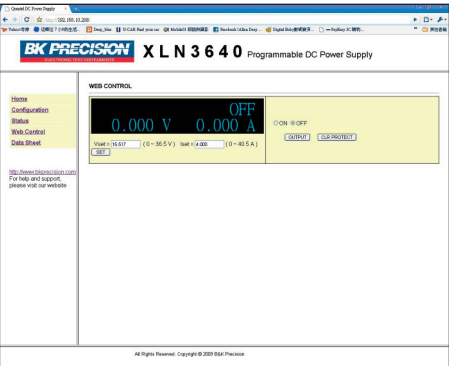 Quantel DC Power Supply
192.168.10.200
BK PRECISION
ELECTRONIC TEST INSTRUMENTS
XLN3640 Programmable DC Power Supply
WEB CONTROL
Home
Configuration
Status
Web Control
Data Sheet
OFF
0.000 V 0.000 A
Vset = 15.517 ( 0 ~ 36.5 V ) Iset = 4.000 ( 0 ~ 40.5 A )
SET
ON OFF
OUTPUT CLR PROTECT
http://www.bkprecision.com
For help and support,
please visit our website
All Rights Reserved. Copyright © 2009 B&K Precision